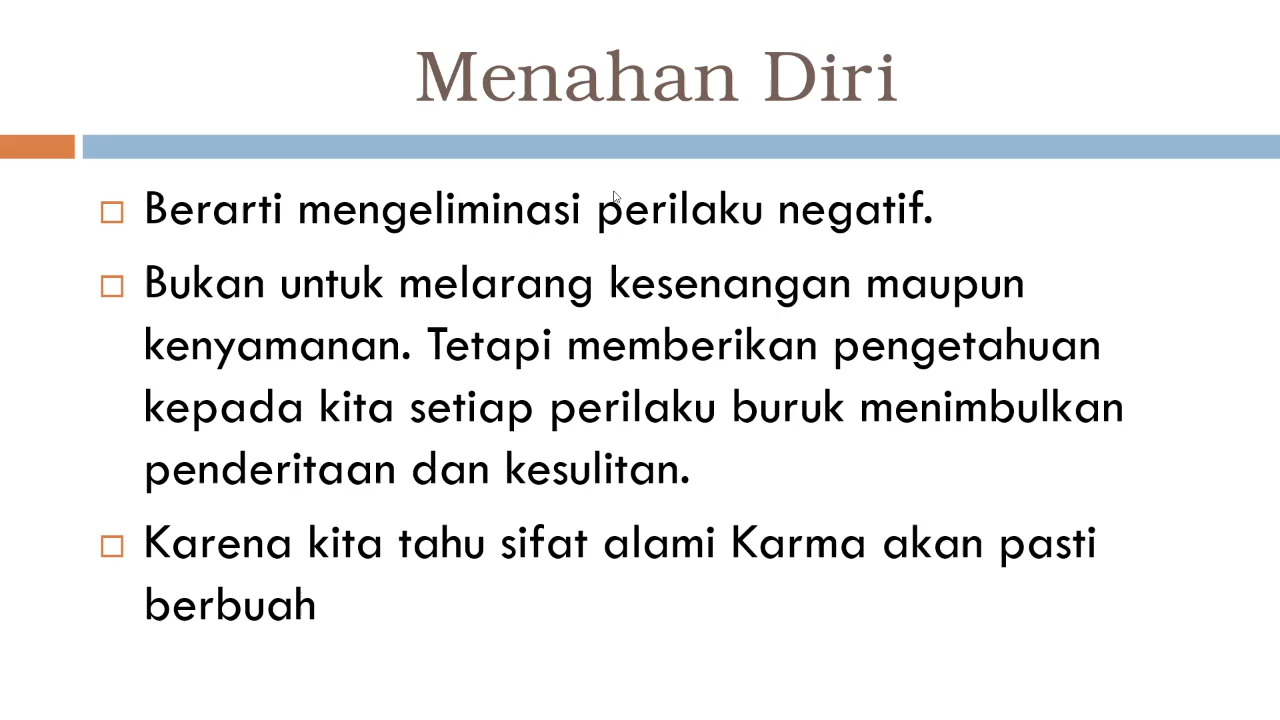 Menahan Diri
Berarti mengeliminasi perilaku negatif.
Bukan untuk melarang kesenangan maupun
kenyamanan. Tetapi memberikan pengetahuan
kepada kita setiap perilaku buruk menimbulkan
penderitaan dan kesulitan.
Karena kita tahu sifat alami Karma akan pasti
berbuah